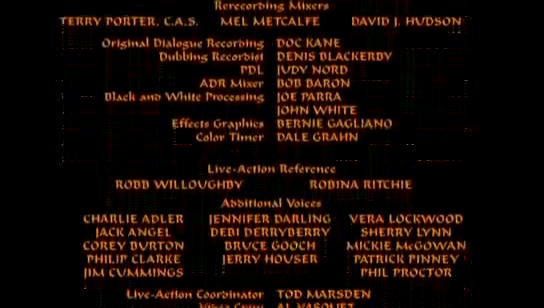 Rerecording Mixers
TERRY PORTER, C.A.S. MEL METCALFE DAVID J. HUDSON
Original Dialogue Recording DOC KANE
Dubbing Recordist DENIS BLACKERBY
PDL JUDY NORD
ADR Mixer BOB BARON
Black and White Processing JOE PARRA
JOHN WHITE
Effects Graphics BERNIE GAGLIANO
Color Timer DALE GRAHN
Live-Action Reference
ROBB WILLOUGHBY ROBINA RITCHIE
Additional Voices
CHARLIE ADLER JENNIFER DARLING VERA LOCKWOOD
JACK ANGEL DEBI DERRYBERRY SHERRY LYNN
COREY BURTON BRUCE GOOCH MICKIE McGOWAN
PHILIP CLARKE JERRY HOUSER PATRICK PINNEY
JIM CUMMINGS PHIL PROCTOR
Live-Action Coordinator TOD MARSDEN
Video Crew AL VASQUEZ